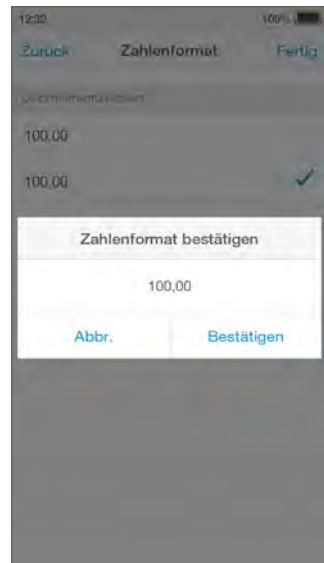 12:32 100%
Zurück Zahlenformat Fertig
100,00
100,00
Zahlenformat bestätigen
100,00
Abbr. Bestätigen